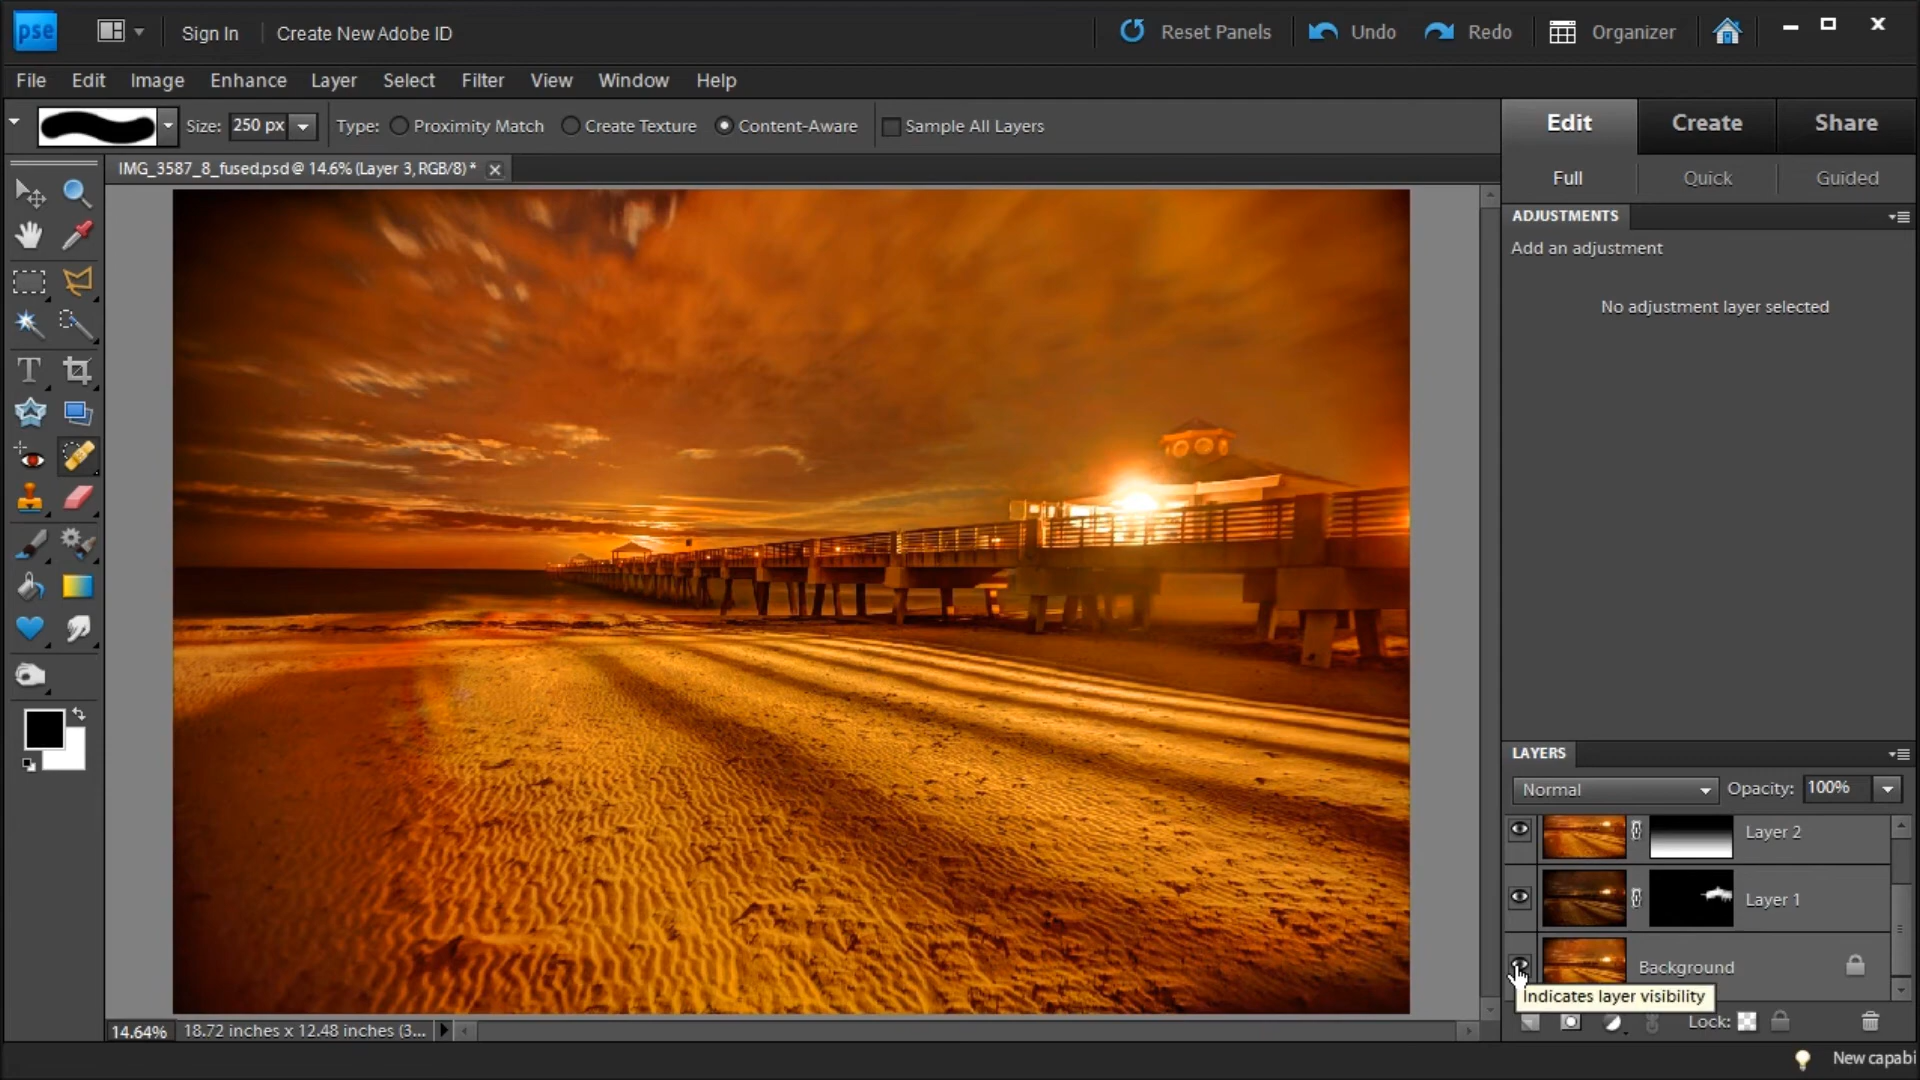 pse Sign In Create New Adobe ID Reset Panels Undo Redo Organizer
File Edit Image Enhance Layer Select Filter View Window Help
Size: 250 px Type: Proximity Match Create Texture Content-Aware Sample All Layers
Edit Create Share
IMG_3587_8_fused.psd @ 14.6% (Layer 3, RGB/8) *
Full Quick Guided
ADJUSTMENTS
Add an adjustment
No adjustment layer selected
T
LAYERS
Normal Opacity: 100%
Layer 2
Layer 1
Background
Indicates layer visibility
Lock:
14.64% 18.72 inches x 12.48 inches (3...
New capabi